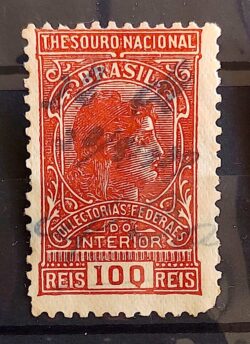 THESOURO NACIONAL
BRASIL
COLLECTORIAS FEDERAES
DO
INTERIOR
REIS 100 REIS